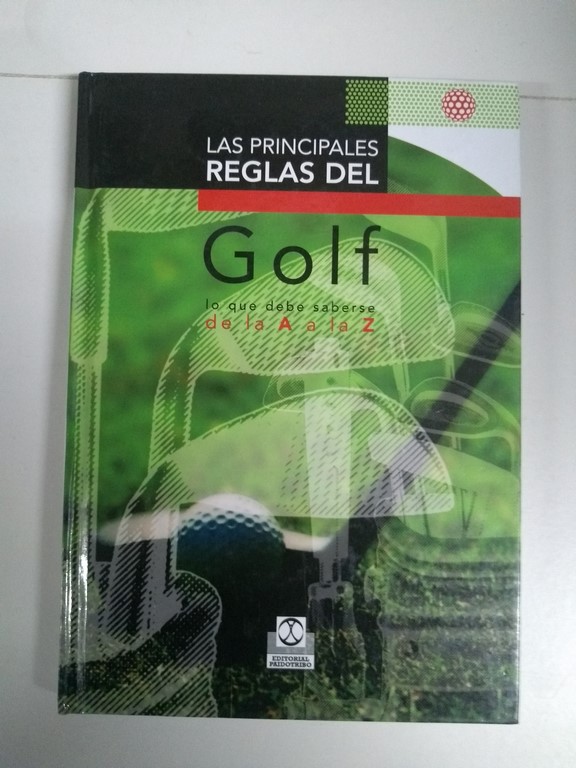 LAS PRINCIPALES
REGLAS DEL
Golf
lo que debe saberse
de la A a la Z
EDITORIAL
PAIDOTRIBO